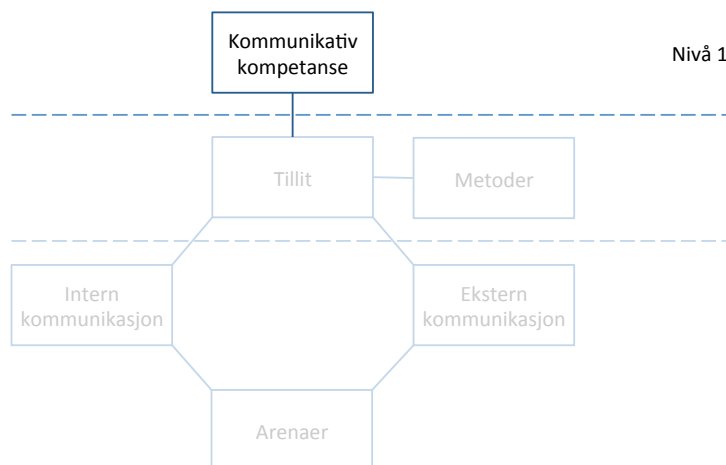 Kommunikativ
kompetanse
Nivå 1
Tillit
Metoder
Intern
kommunikasjon
Ekstern
kommunikasjon
Arenaer